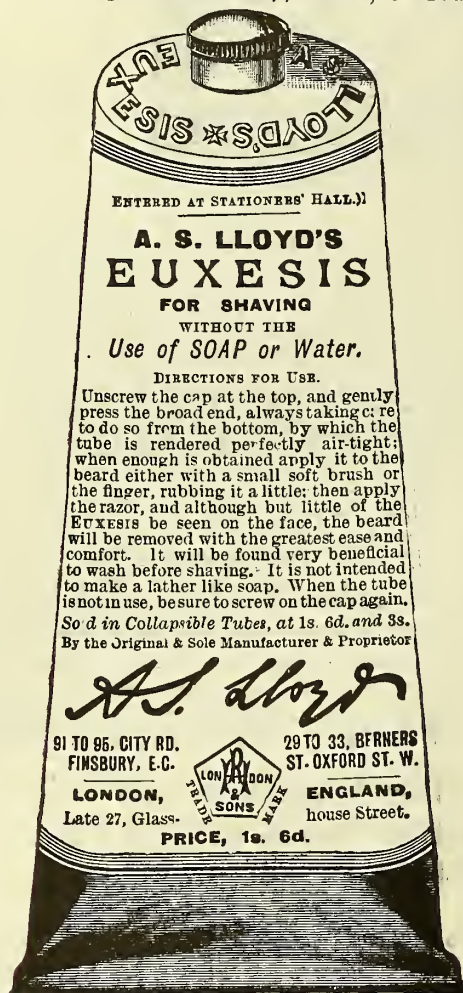 A. S. LLOYD'S EUXESIS
ENTERED AT STATIONERS' HALL.)]
A. S. LLOYD'S
EUXESIS
FOR SHAVING
WITHOUT THE
Use of SOAP or Water.
DIRECTIONS FOR USE.
Unscrew the cap at the top, and gently
press the broad end, always taking c: re
to do so from the bottom, by which the
tube is rendered perfectly air-tight;
when enough is obtained apply it to the
beard either with a small soft brush or
the finger, rubbing it a little; then apply
the razor, and although but little of the
EUXESIS be seen on the face, the beard
will be removed with the greatest ease and
comfort. It will be found very beneficial
to wash before shaving. It is not intended
to make a lather like soap. When the tube
is not in use, be sure to screw on the cap again.
So d in Collapsible Tubes, at 1s. 6d. and 3s.
By the Original & Sole Manufacturer & Proprietor
A.S. Lloyd
91 TO 95, CITY RD.
FINSBURY, E.C.
LONDON,
Late 27, Glass-
LONDON
R
& SONS
TRADE MARK
29 TO 33, BERNERS
ST. OXFORD ST. W.
ENGLAND,
house Street.
PRICE, 1s. 6d.